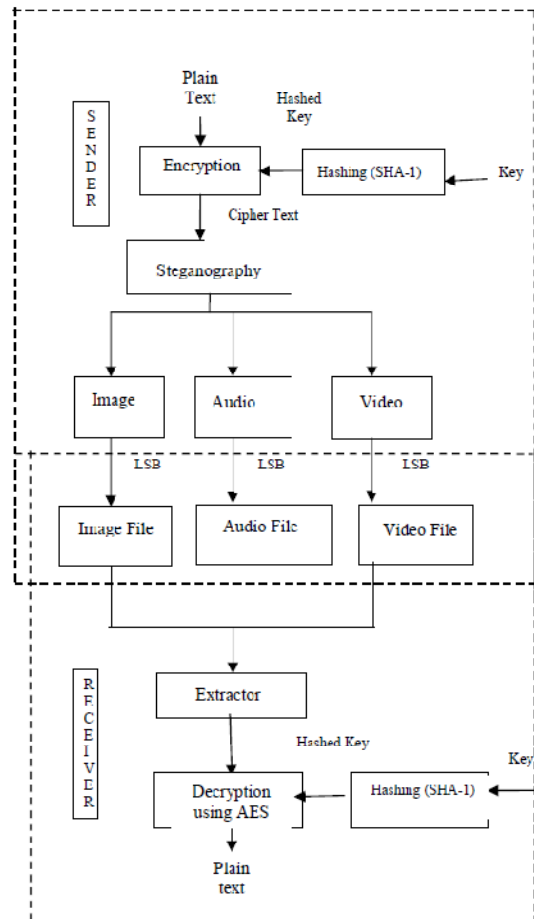 Plain
Text
Hashed
Key
S
E
N
D
E
R
Encryption
Hashing (SHA-1)
Key
Cipher Text
Steganography
Image
Audio
Video
LSB
LSB
LSB
Image File
Audio File
Video File
R
E
C
E
I
V
E
R
Extractor
Hashed Key
Key
Decryption
using AES
Hashing (SHA-1)
Plain
text